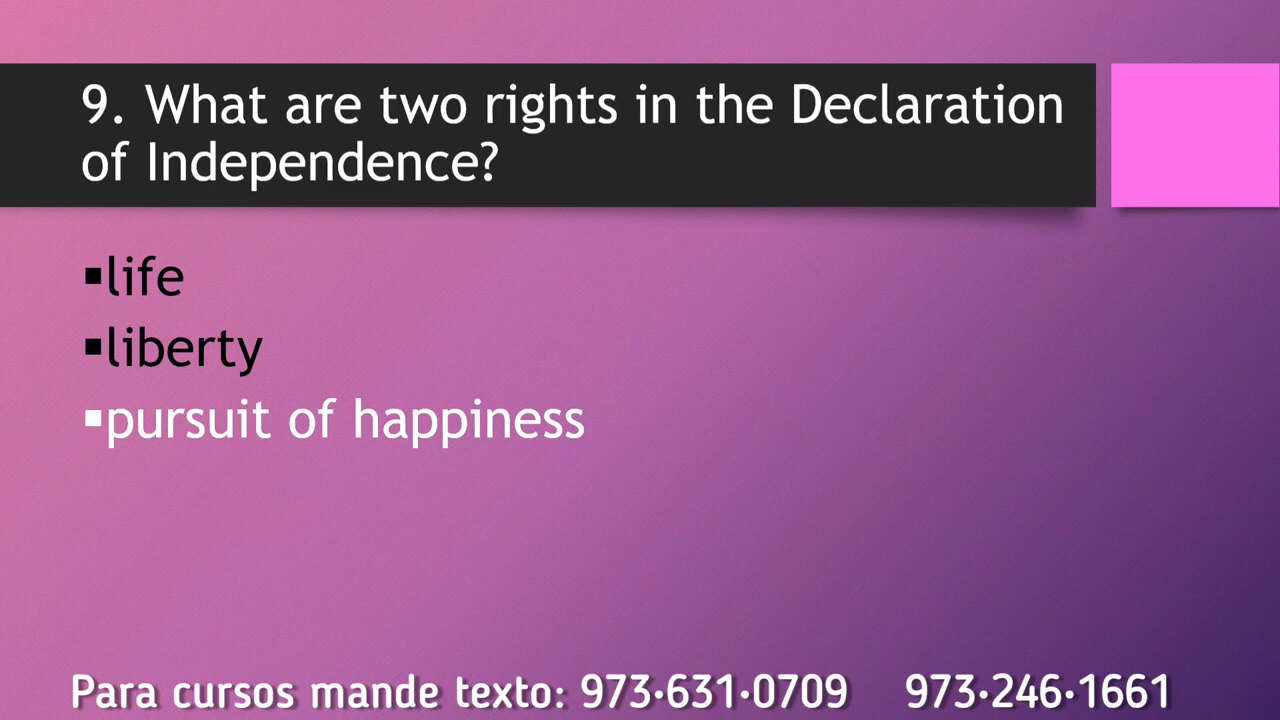 9. What are two rights in the Declaration
of Independence?
▪life
▪liberty
▪pursuit of happiness
Para cursos mande texto: 973·631·0709 973·246·1661